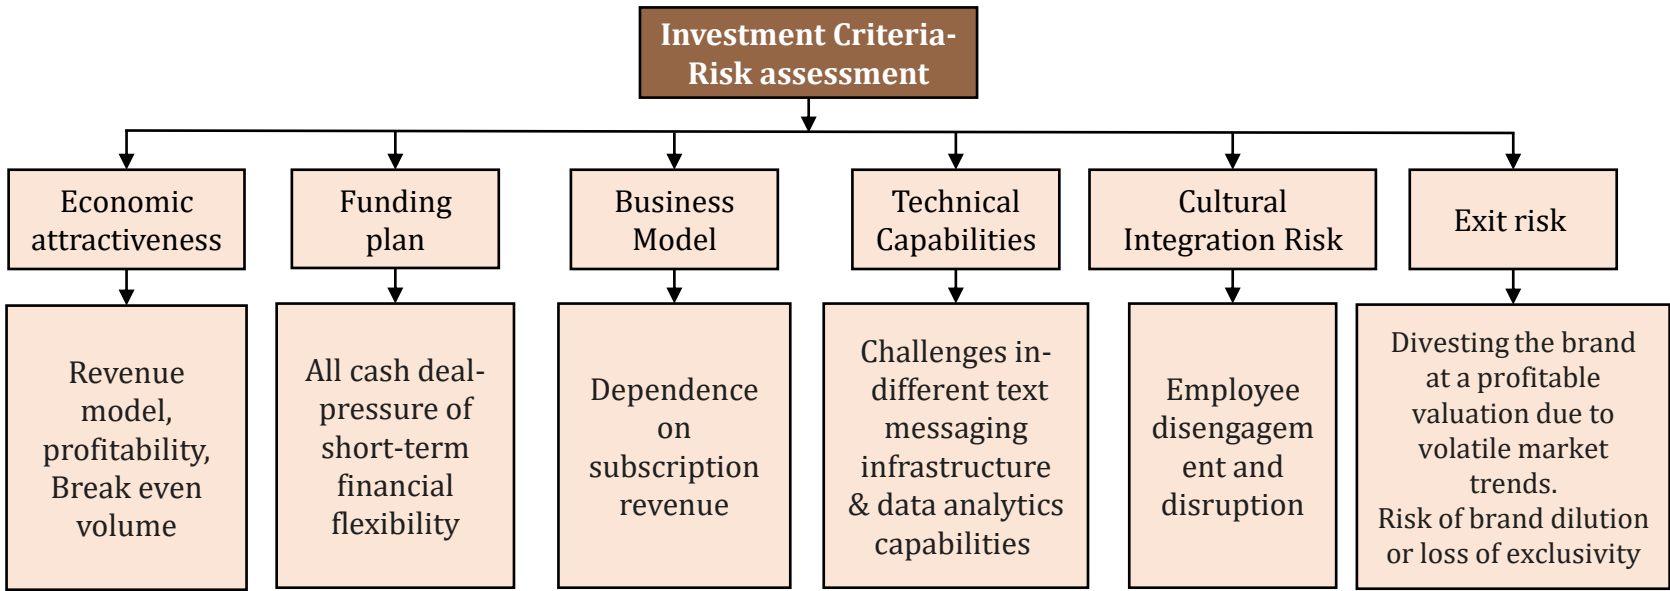 Investment Criteria-
Risk assessment
Economic
attractiveness
Funding
plan
Business
Model
Technical
Capabilities
Cultural
Integration Risk
Exit risk
Revenue
model,
profitability,
Break even
volume
All cash deal-
pressure of
short-term
financial
flexibility
Dependence
on
subscription
revenue
Challenges in-
different text
messaging
infrastructure
& data analytics
capabilities
Employee
disengagem
ent and
disruption
Divesting the brand
at a profitable
valuation due to
volatile market
trends.
Risk of brand dilution
or loss of exclusivity